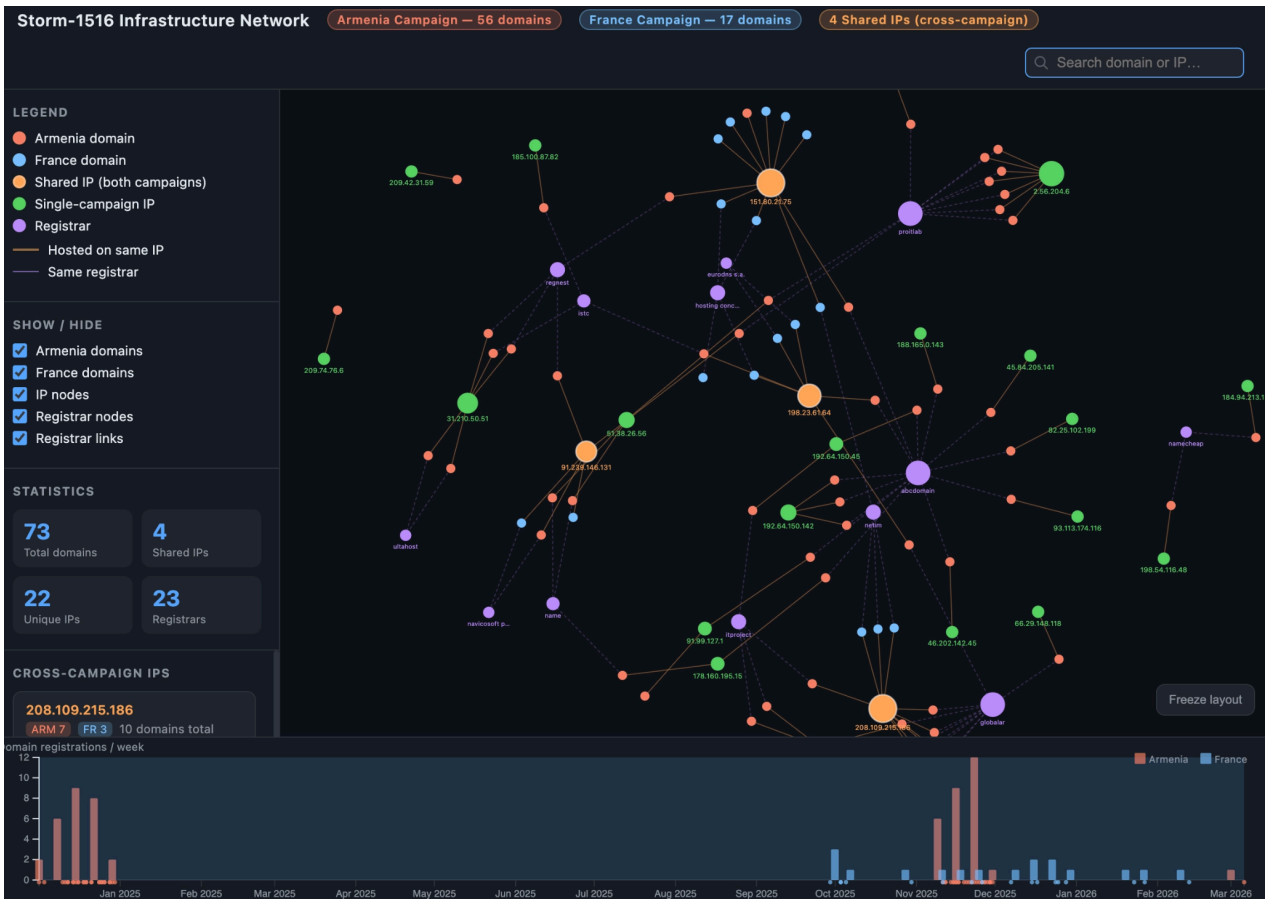 Storm-1516 Infrastructure Network
Armenia Campaign — 56 domains
France Campaign — 17 domains
4 Shared IPs (cross-campaign)
Search domain or IP...
LEGEND
Armenia domain
France domain
Shared IP (both campaigns)
Single-campaign IP
Registrar
Hosted on same IP
Same registrar
SHOW / HIDE
Armenia domains
France domains
IP nodes
Registrar nodes
Registrar links
STATISTICS
73
Total domains
4
Shared IPs
22
Unique IPs
23
Registrars
CROSS-CAMPAIGN IPS
208.109.215.186
ARM 7 FR 3 10 domains total
185.100.87.82
209.42.31.59
151.80.21.75
2.56.204.6
proitlab
eurodns s.a.
regnest
hosting conc...
istc
188.165.0.143
45.84.205.141
209.74.76.6
184.94.213.1
31.210.50.51
198.23.61.64
51.38.26.56
82.25.102.199
namecheap
192.64.150.45
91.239.146.131
abcdomain
192.64.150.142
netim
93.113.174.116
ultahost
198.54.116.48
navicosoft p...
name
itproject
66.29.148.118
91.99.127.1
46.202.142.45
178.160.195.15
208.109.215.186
globalar
Freeze layout
omain registrations / week
Armenia
France
12
10
8
6
4
2
0
Jan 2025
Feb 2025
Mar 2025
Apr 2025
May 2025
Jun 2025
Jul 2025
Aug 2025
Sep 2025
Oct 2025
Nov 2025
Dec 2025
Jan 2026
Feb 2026
Mar 2026